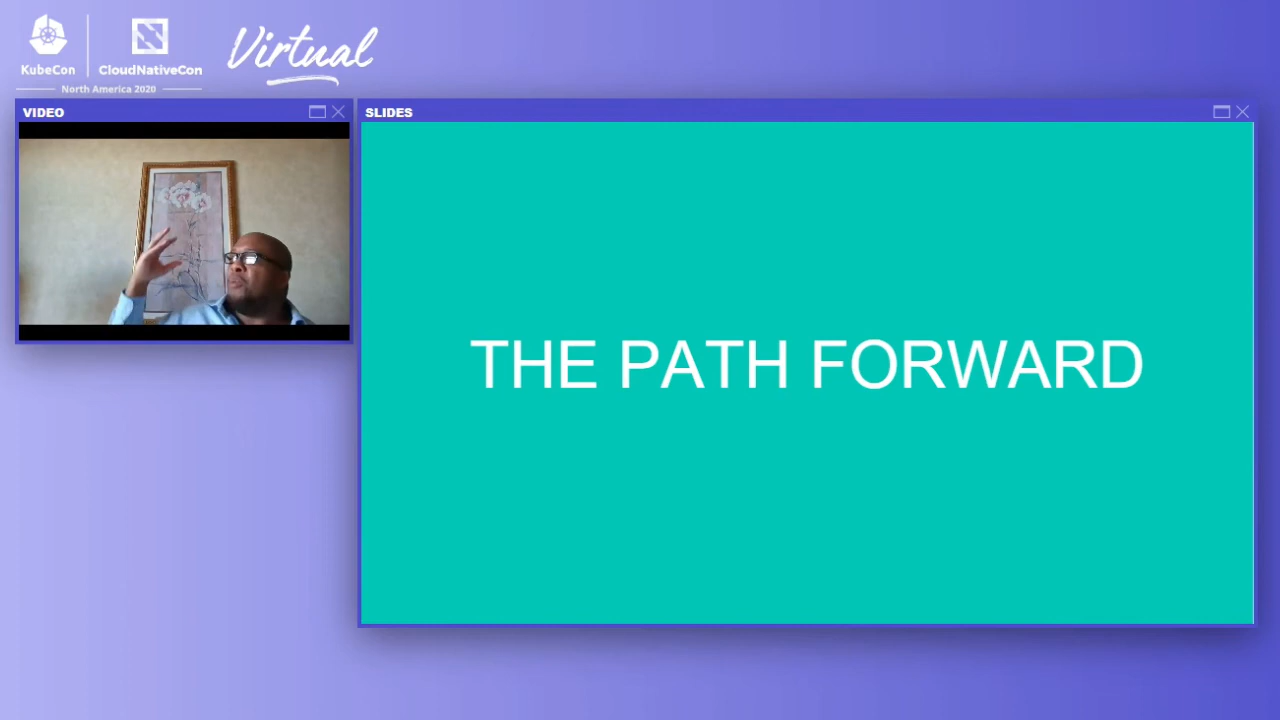 KubeCon
CloudNativeCon
North America 2020
Virtual
VIDEO
SLIDES
THE PATH FORWARD